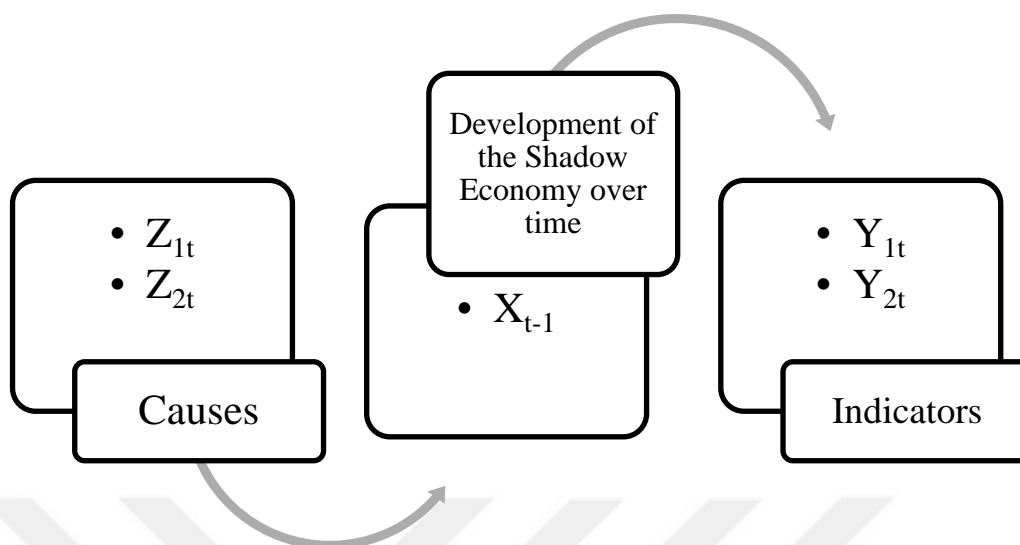 • Z₁ₜ
• Z₂ₜ
Causes
Development of
the Shadow
Economy over
time
• Xₜ₋₁
• Y₁ₜ
• Y₂ₜ
Indicators